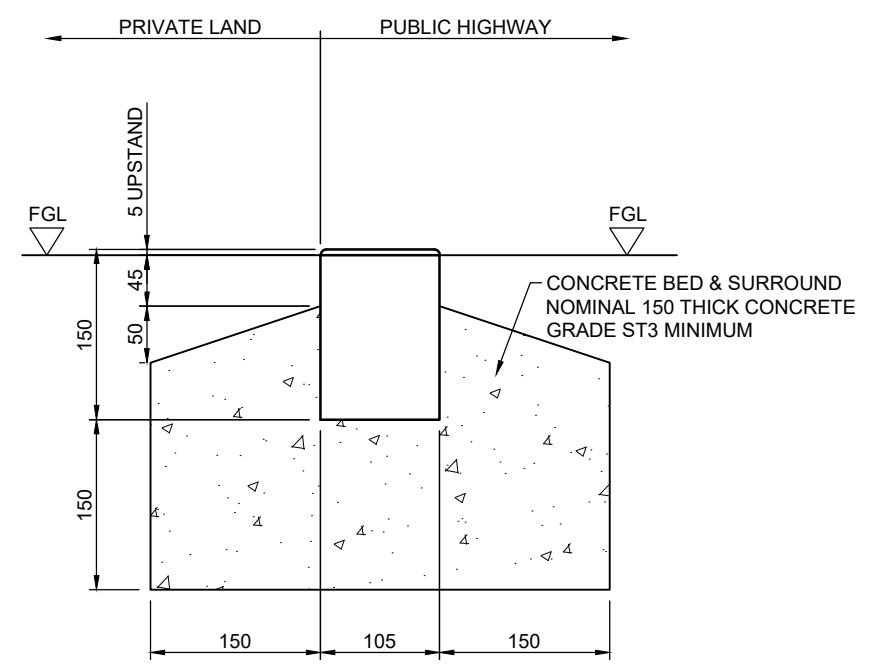 PRIVATE LAND
PUBLIC HIGHWAY
5 UPSTAND
FGL
FGL
45
150
50
CONCRETE BED & SURROUND
NOMINAL 150 THICK CONCRETE
GRADE ST3 MINIMUM
150
150
105
150